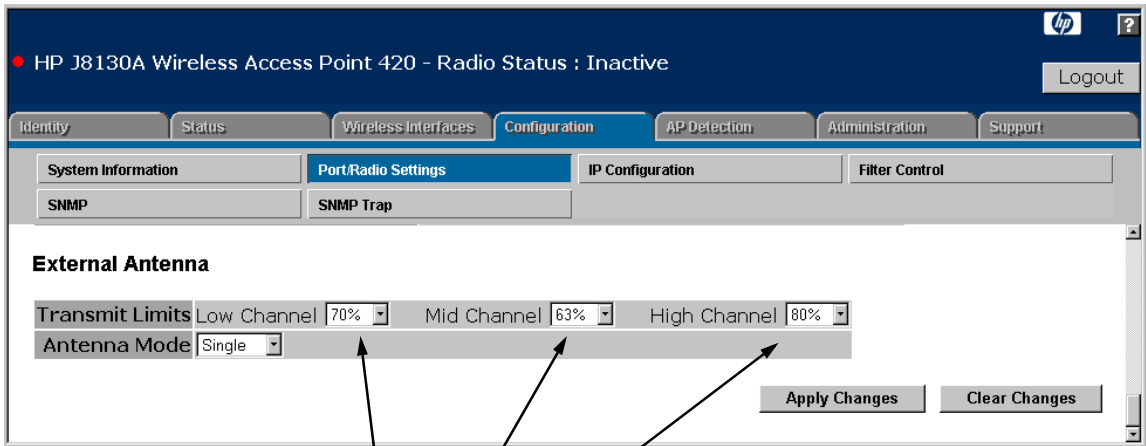 hp ?
HP J8130A Wireless Access Point 420 - Radio Status : Inactive
Logout
Identity Status Wireless Interfaces Configuration AP Detection Administration Support
System Information Port/Radio Settings IP Configuration Filter Control
SNMP SNMP Trap
External Antenna
Transmit Limits Low Channel 70% Mid Channel 63% High Channel 80%
Antenna Mode Single
Apply Changes Clear Changes